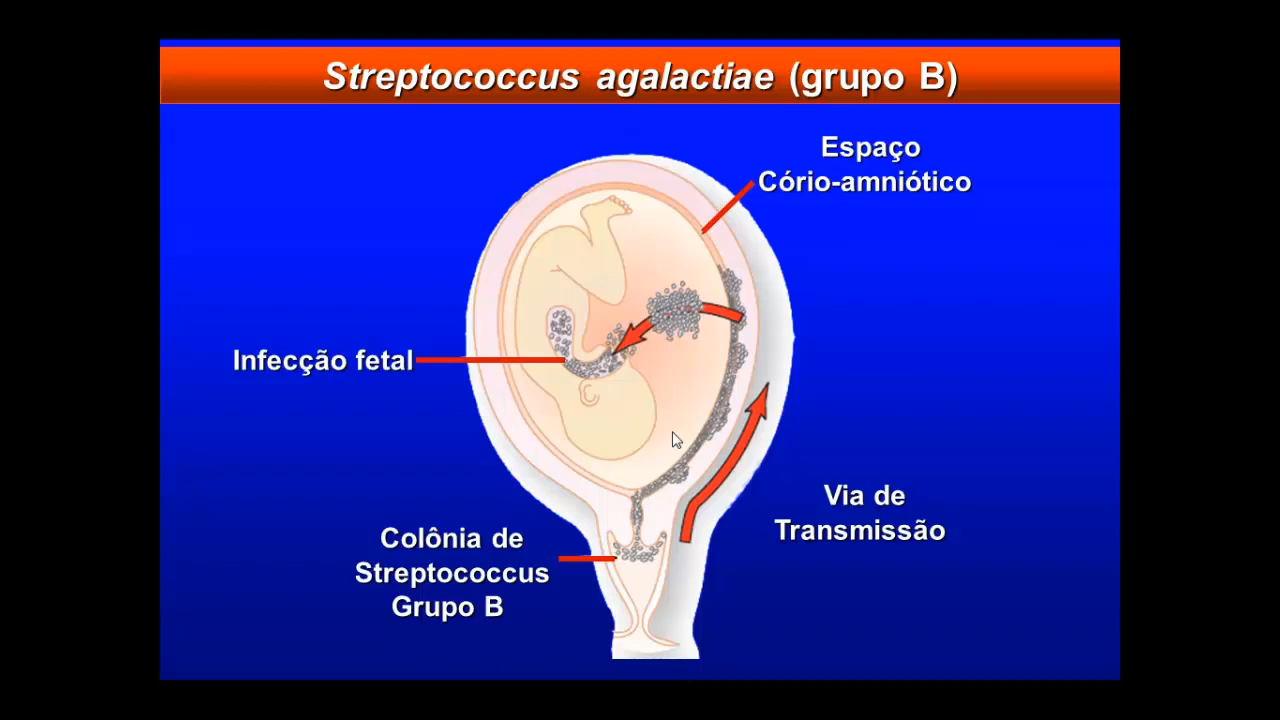 Streptococcus agalactiae (grupo B)
Espaço
Cório-amniótico
Infecção fetal
Via de
Transmissão
Colônia de
Streptococcus
Grupo B